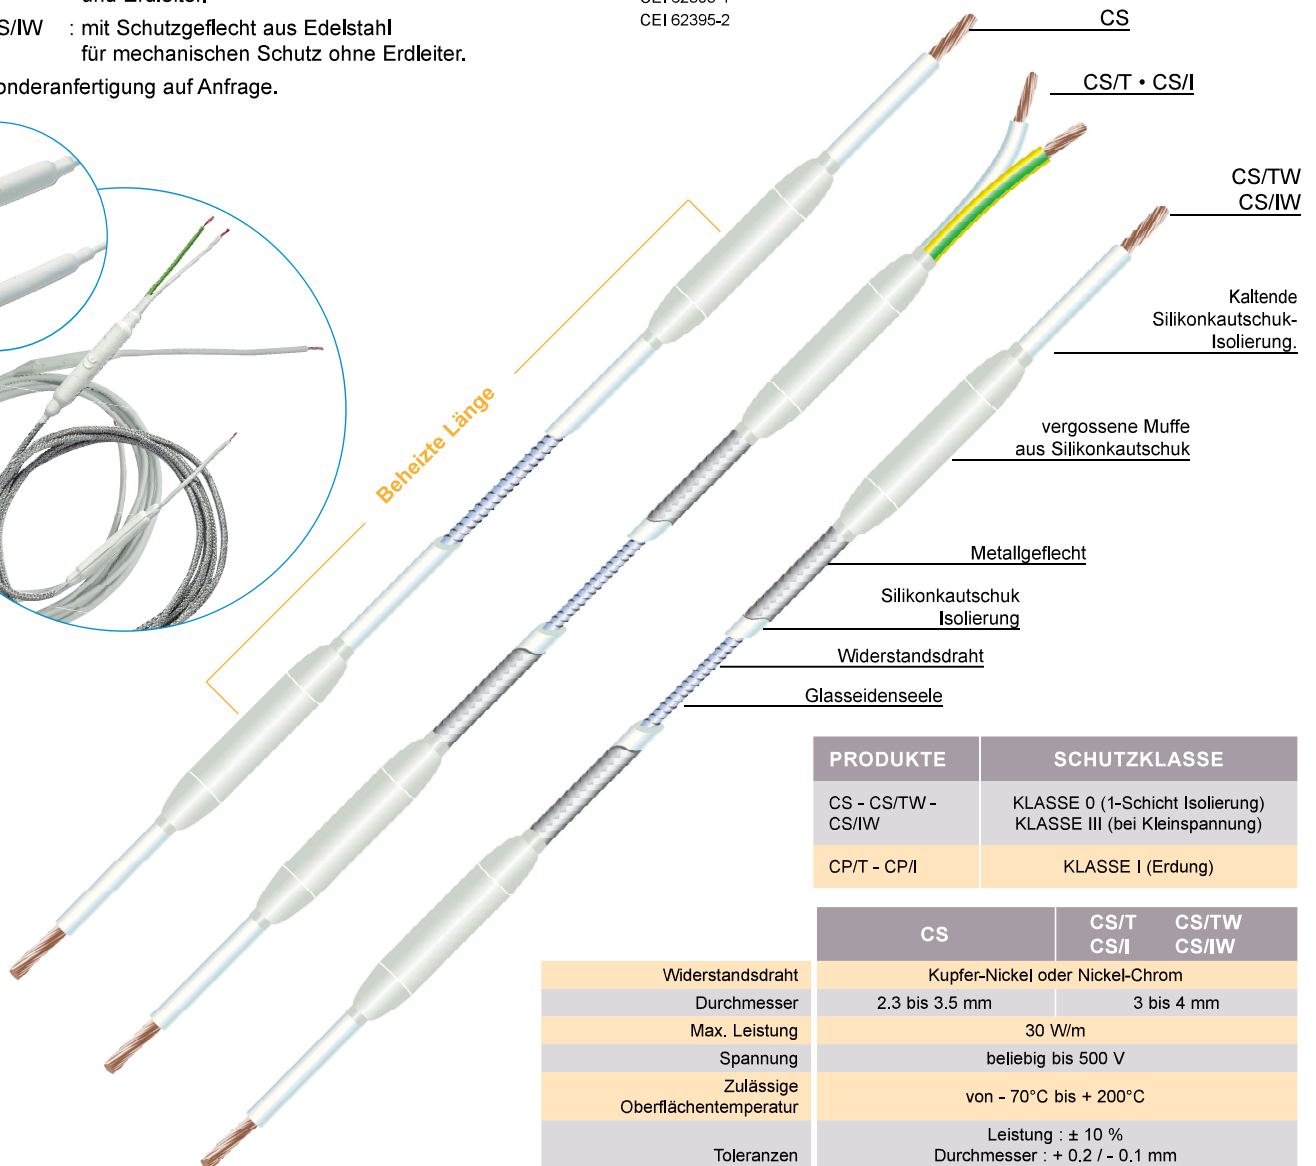 und Erdleiter.
S/IW : mit Schutzgeflecht aus Edelstahl
für mechanischen Schutz ohne Erdleiter.
onderanfertigung auf Anfrage.
CEI 62395-2
CS
CS/T • CS/I
CS/TW
CS/IW
Kaltende
Silikonkautschuk-
Isolierung.
vergossene Muffe
aus Silikonkautschuk
Beheizte Länge
Metallgeflecht
Silikonkautschuk
Isolierung
Widerstandsdraht
Glasseidenseele
PRODUKTE SCHUTZKLASSE
CS - CS/TW - KLASSE 0 (1-Schicht Isolierung)
CS/IW KLASSE III (bei Kleinspannung)
CP/T - CP/I KLASSE I (Erdung)
CS CS/T CS/TW
CS/I CS/IW
Widerstandsdraht Kupfer-Nickel oder Nickel-Chrom
Durchmesser 2.3 bis 3.5 mm 3 bis 4 mm
Max. Leistung 30 W/m
Spannung beliebig bis 500 V
Zulässige
Oberflächentemperatur von - 70°C bis + 200°C
Leistung : ± 10 %
Toleranzen Durchmesser : + 0.2 / - 0.1 mm